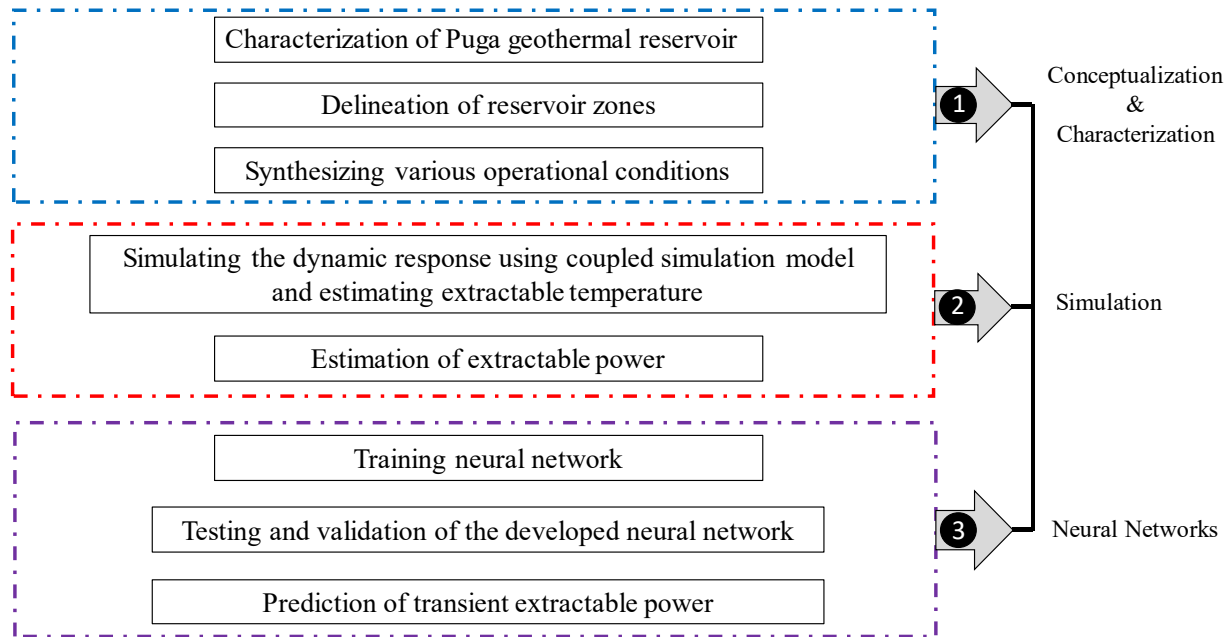 Characterization of Puga geothermal reservoir
Delineation of reservoir zones
Synthesizing various operational conditions
1
Conceptualization
&
Characterization
Simulating the dynamic response using coupled simulation model
and estimating extractable temperature
Estimation of extractable power
2
Simulation
Training neural network
Testing and validation of the developed neural network
Prediction of transient extractable power
3
Neural Networks